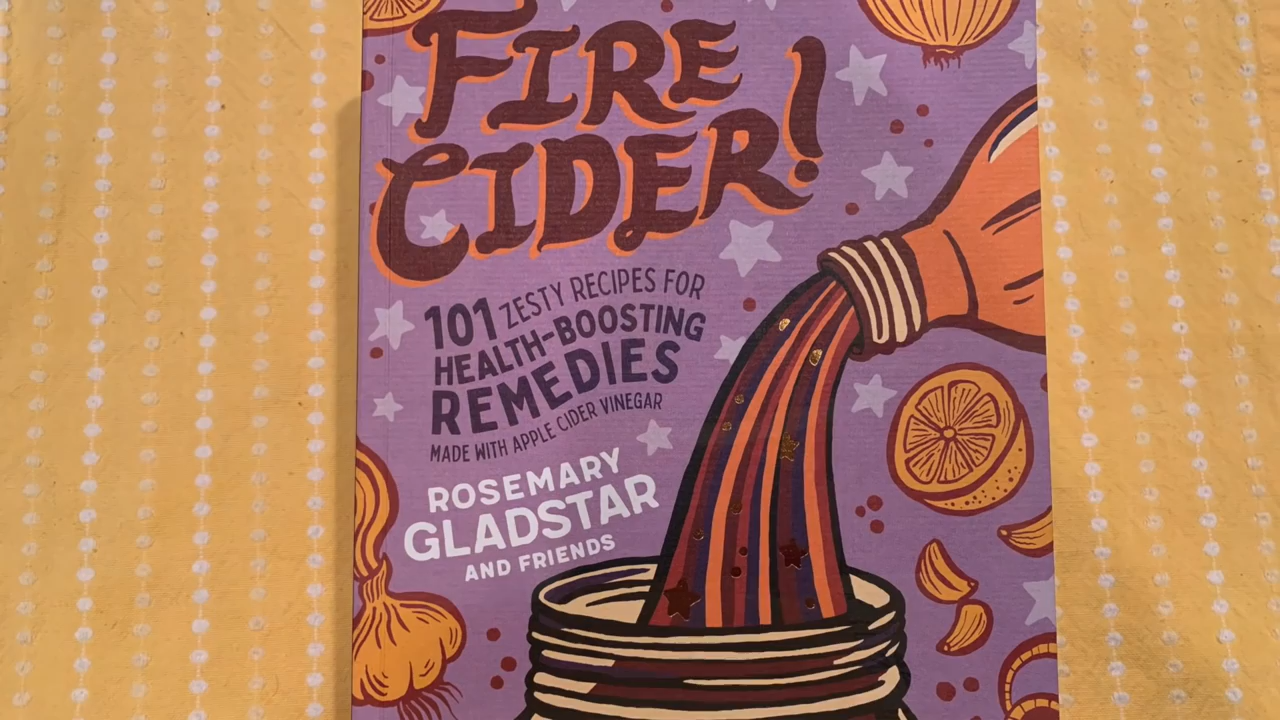 FIRE
CIDER!
101 ZESTY RECIPES FOR
HEALTH-BOOSTING
REMEDIES
MADE WITH APPLE CIDER VINEGAR
ROSEMARY
GLADSTAR
AND FRIENDS